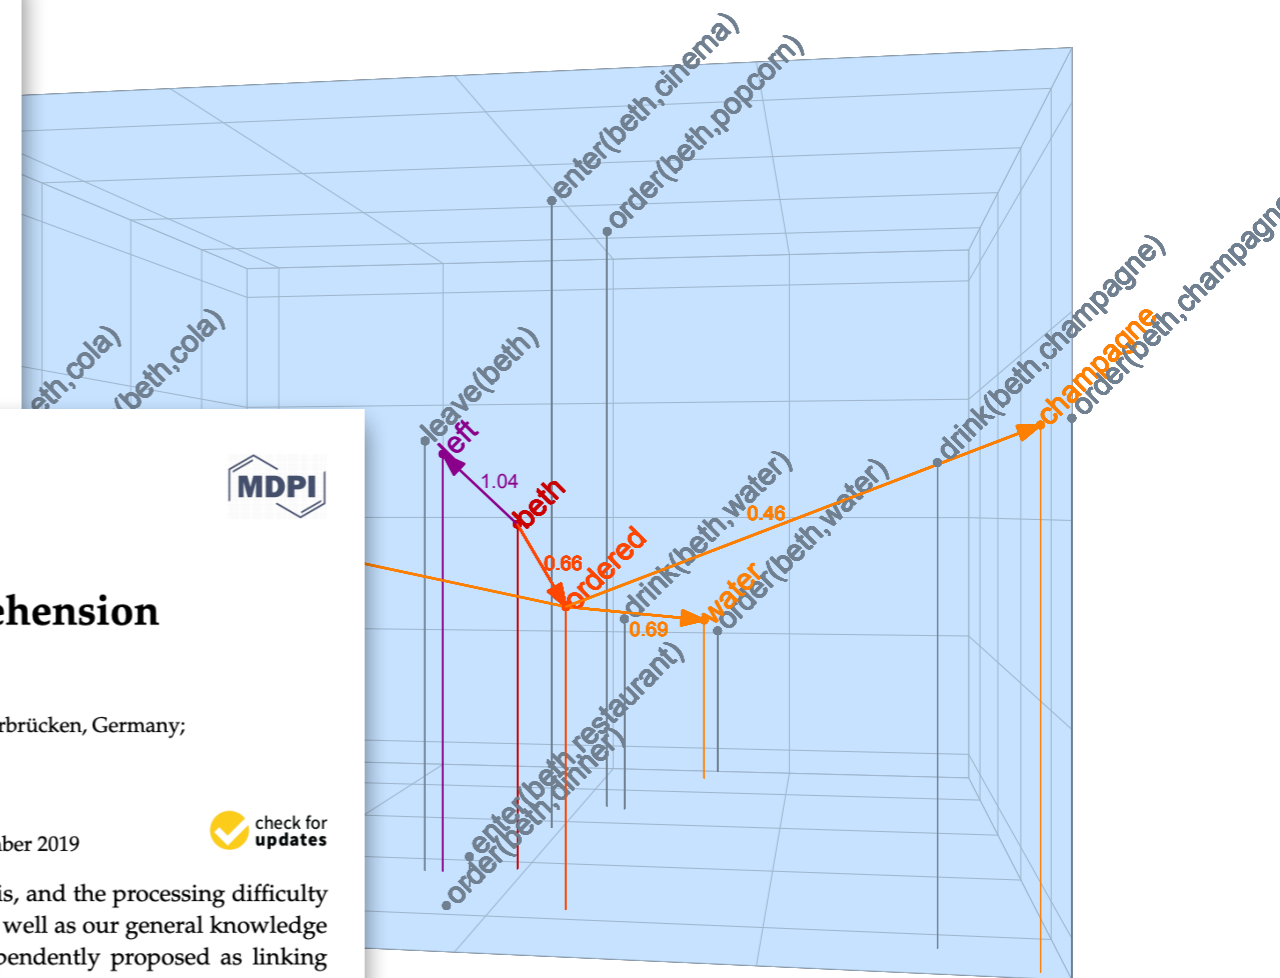 enter(beth,cinema)
order(beth,popcorn)
eth,cola)
(beth,cola)
leave(beth)
left
1.04
beth
0.66
ordered
drink(beth,champagne)
champagne
order(beth,champagne
0.46
drink(beth,water)
order(beth,water)
water
0.69
enter(beth,restaurant)
order(beth,dinner)
MDPI
ehension
rbrücken, Germany;
check for
updates
ber 2019
is, and the processing difficulty
well as our general knowledge
pendently proposed as linking